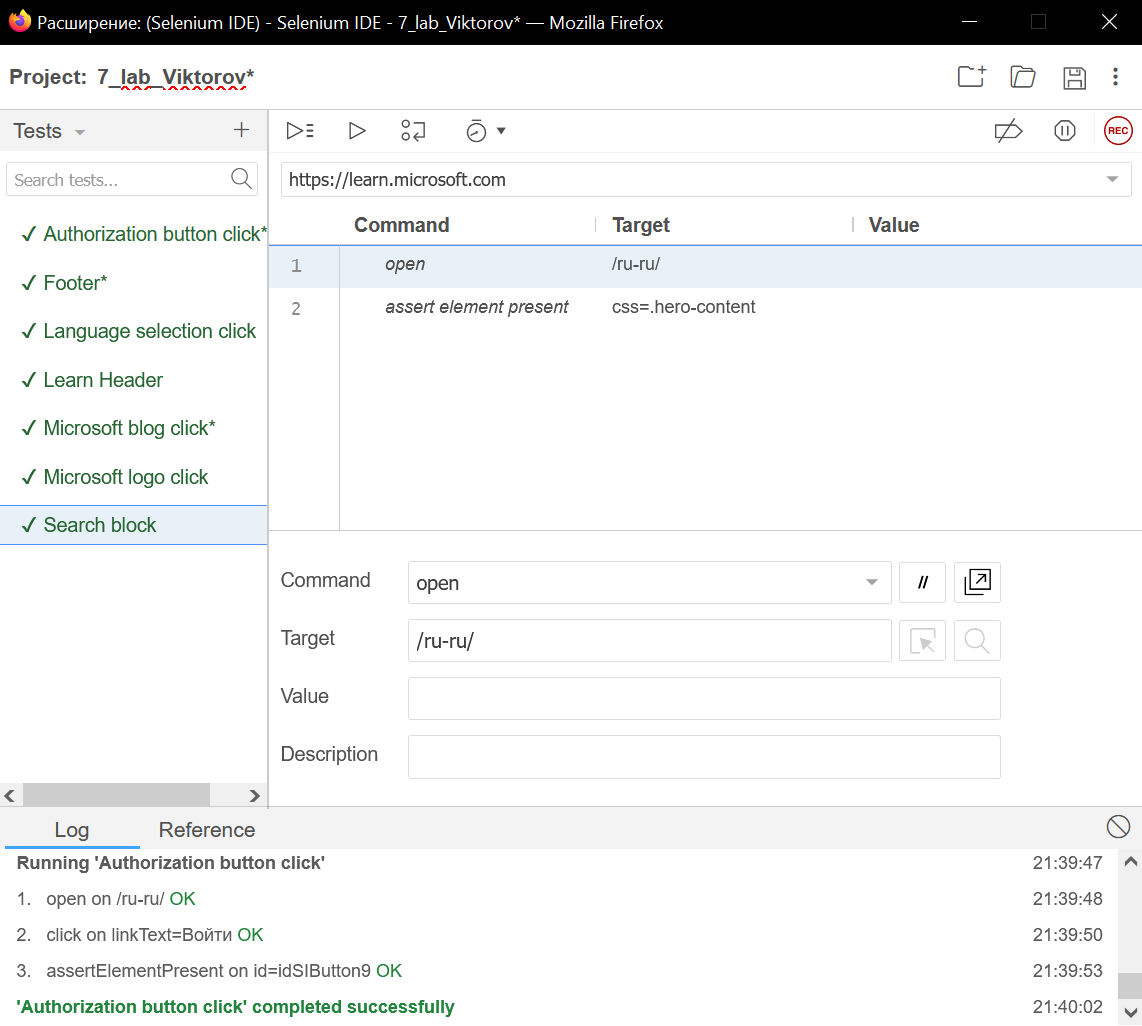 Расширение: (Selenium IDE) - Selenium IDE - 7_lab_Viktorov* — Mozilla Firefox
Project: 7_lab_Viktorov*
Tests
REC
Search tests...
https://learn.microsoft.com
Command Target Value
✓ Authorization button click*
✓ Footer*
✓ Language selection click
✓ Learn Header
✓ Microsoft blog click*
✓ Microsoft logo click
✓ Search block
1 open /ru-ru/
2 assert element present css=.hero-content
Command open //
Target /ru-ru/
Value
Description
Log Reference
Running 'Authorization button click' 21:39:47
1. open on /ru-ru/ OK 21:39:48
2. click on linkText=Войти OK 21:39:50
3. assertElementPresent on id=idSIButton9 OK 21:39:53
'Authorization button click' completed successfully 21:40:02